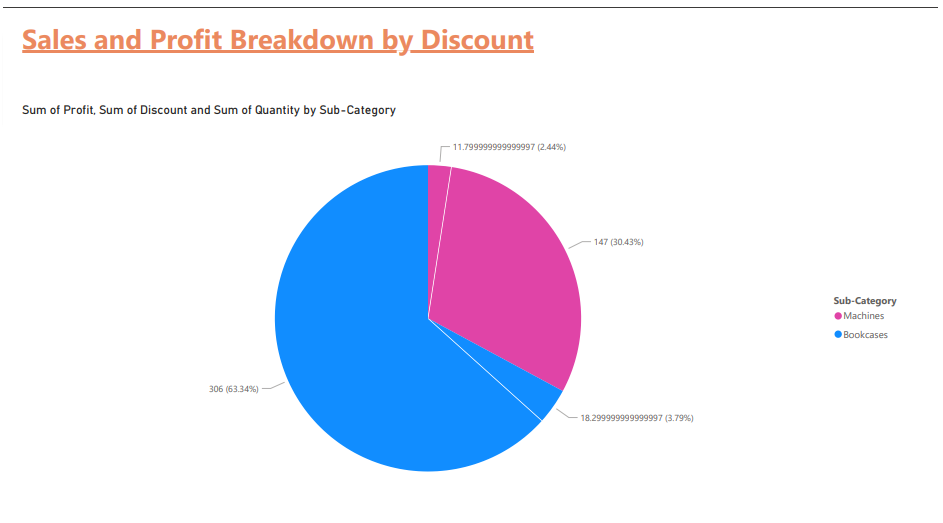 Sales and Profit Breakdown by Discount
Sum of Profit, Sum of Discount and Sum of Quantity by Sub-Category
11.799999999999997 (2.44%)
147 (30.43%)
Sub-Category
Machines
Bookcases
306 (63.34%)
18.299999999999997 (3.79%)